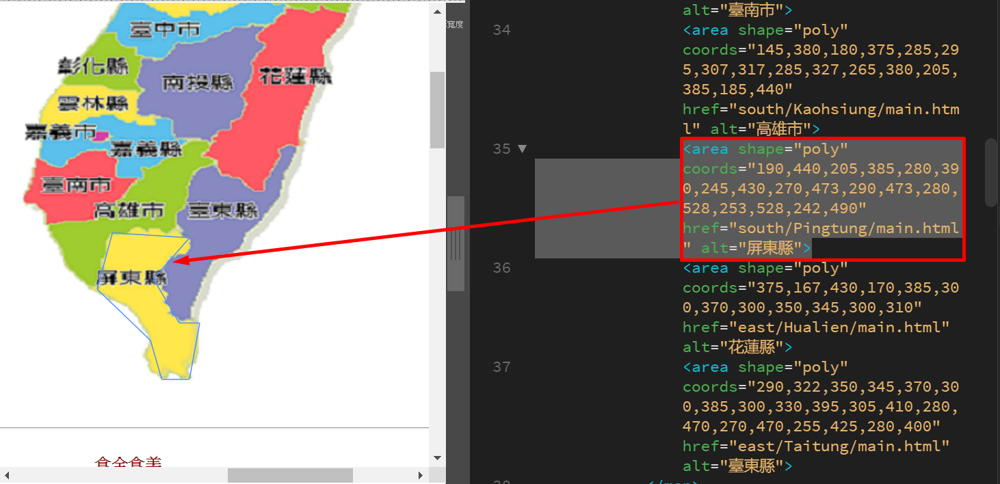 臺中市
彰化縣
南投縣
花蓮縣
雲林縣
嘉義市
嘉義縣
臺南市
高雄市
臺東縣
屏東縣
寬度
alt="臺南市">
34 <area shape="poly"
coords="145,380,180,375,285,29
5,307,317,285,327,265,380,205,
385,185,440"
href="south/Kaohsiung/main.htm
l" alt="高雄市">
35 <area shape="poly"
coords="190,440,205,385,280,39
0,245,430,270,473,290,473,280,
528,253,528,242,490"
href="south/Pingtung/main.html
" alt="屏東縣">
36 <area shape="poly"
coords="375,167,430,170,385,30
0,370,300,350,345,300,310"
href="east/Hualien/main.html"
alt="花蓮縣">
37 <area shape="poly"
coords="290,322,350,345,370,30
0,385,300,330,395,305,410,280,
470,270,470,255,425,280,400"
href="east/Taitung/main.html"
alt="臺東縣">
38 </map>